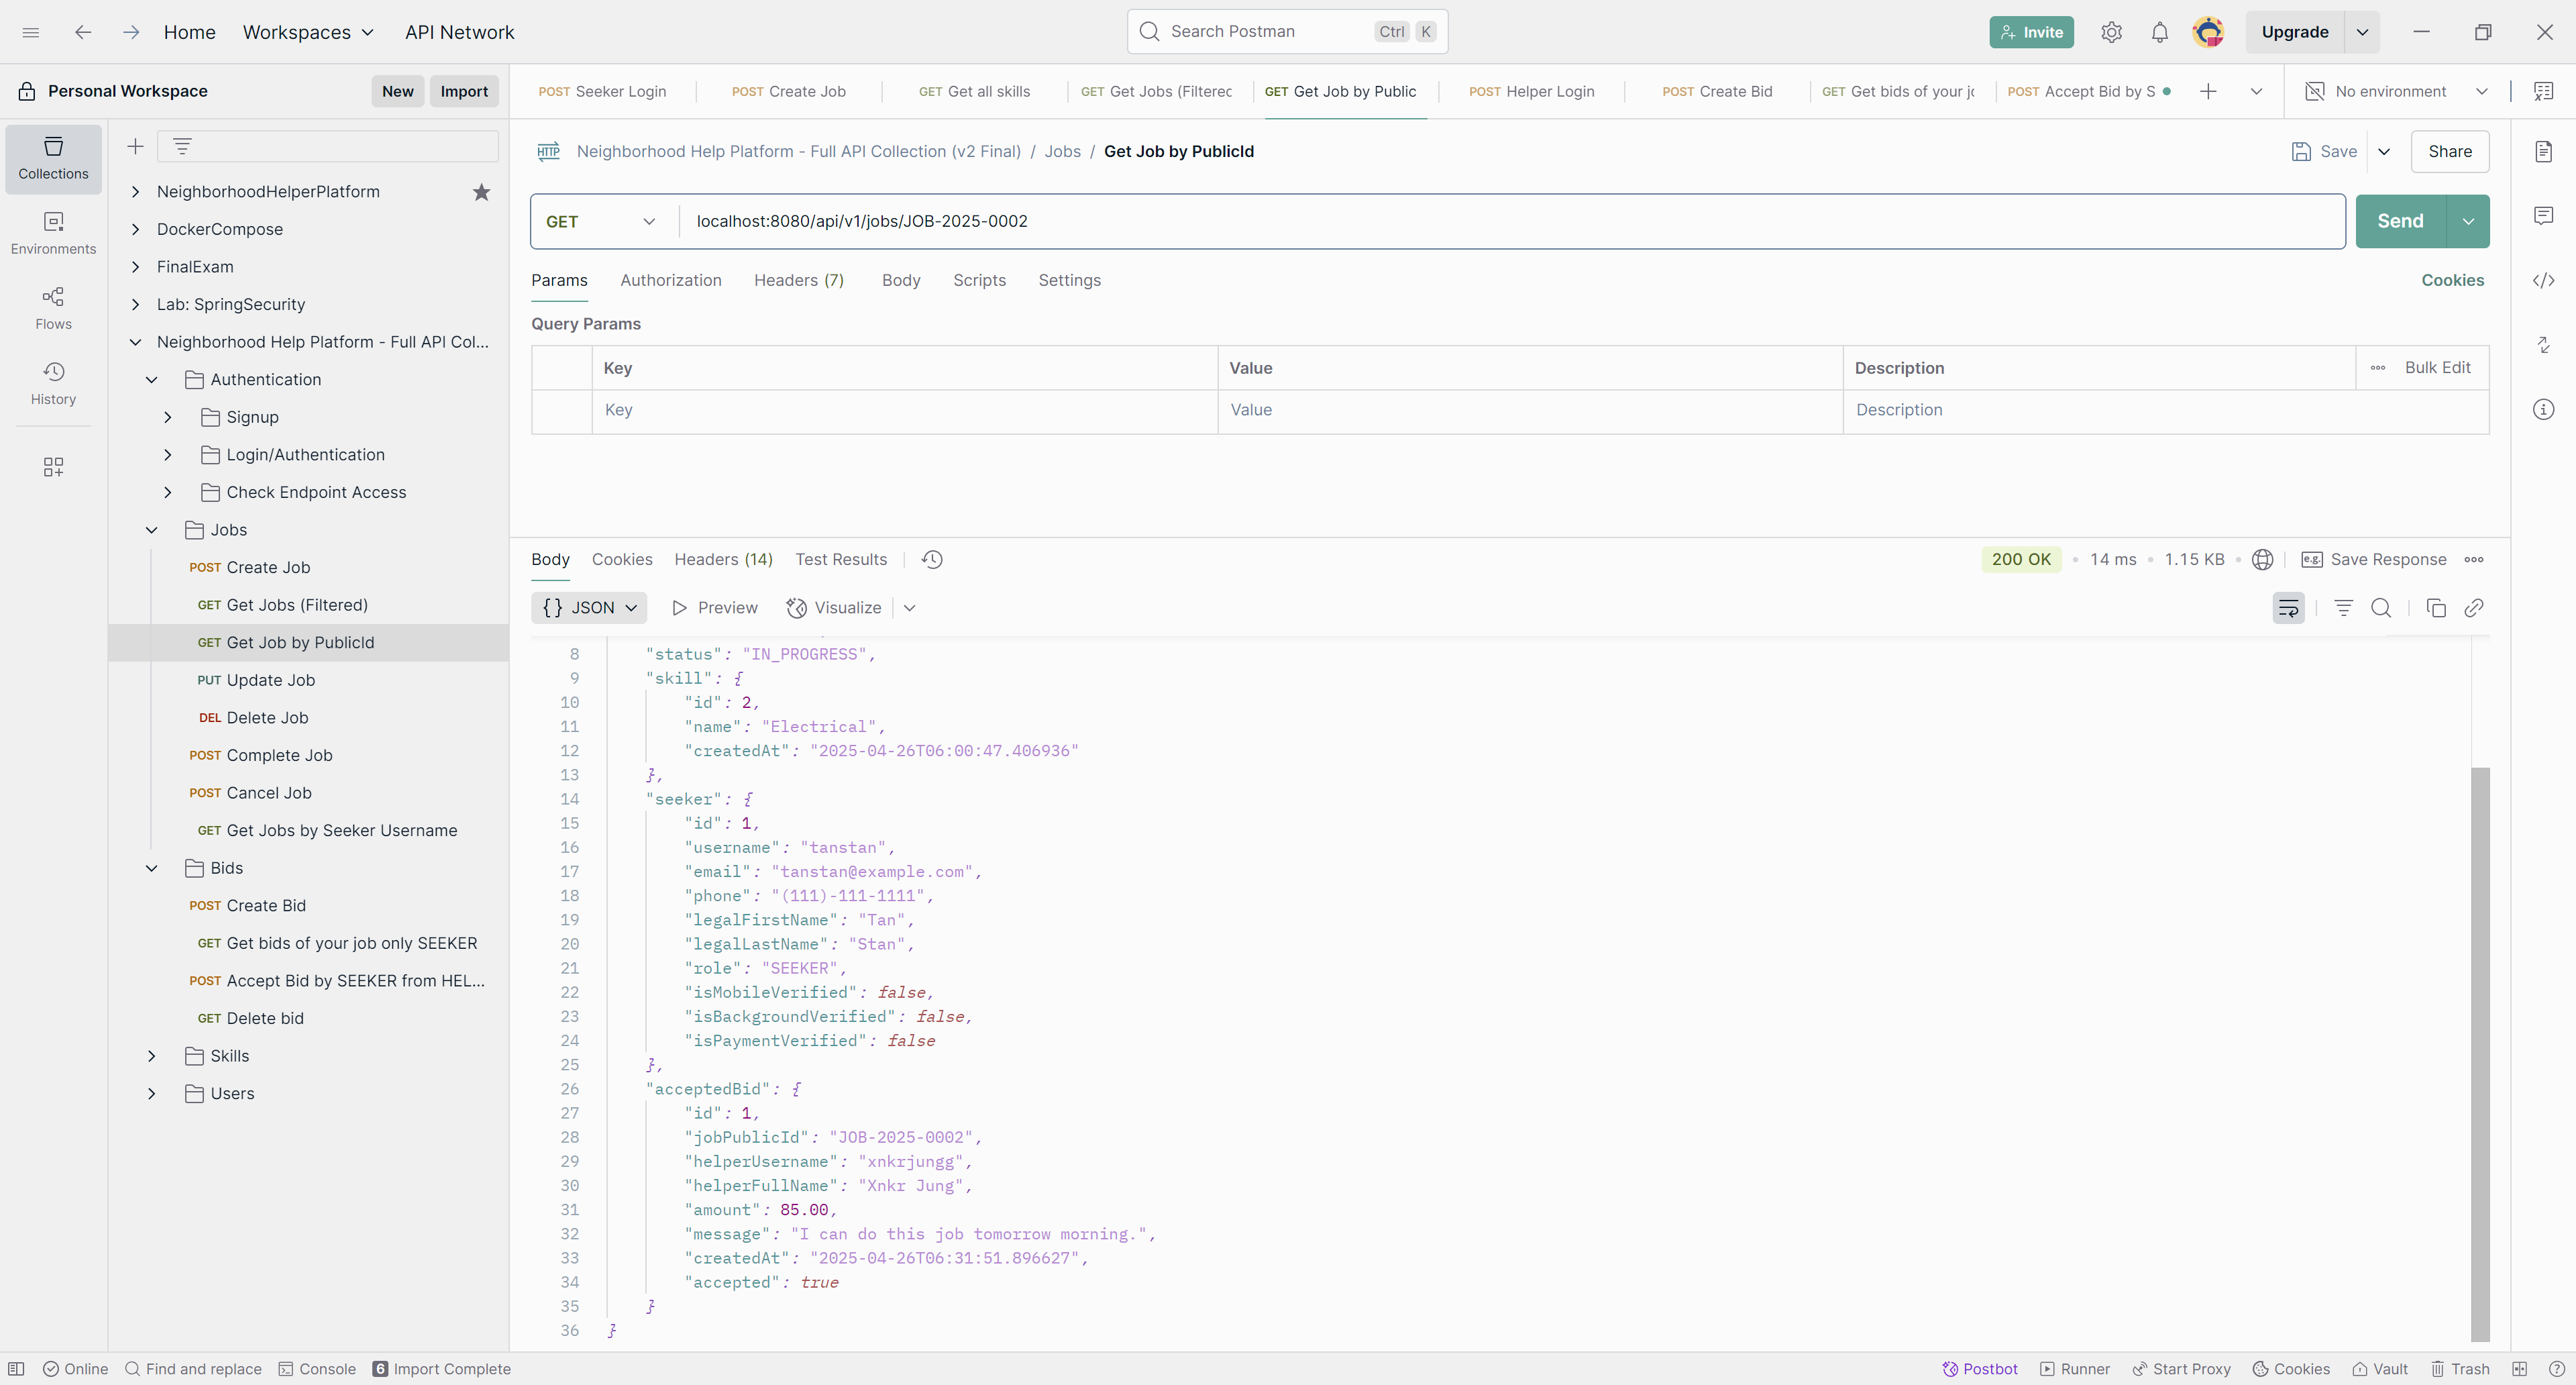 Home Workspaces API Network Search Postman Ctrl K Invite Upgrade
Personal Workspace New Import
POST Seeker Login POST Create Job GET Get all skills GET Get Jobs (Filterec GET Get Job by Public POST Helper Login POST Create Bid GET Get bids of your jc POST Accept Bid by S No environment
Collections
Environments
Flows
History
NeighborhoodHelperPlatform
DockerCompose
FinalExam
Lab: SpringSecurity
Neighborhood Help Platform - Full API Col...
Authentication
Signup
Login/Authentication
Check Endpoint Access
Jobs
POST Create Job
GET Get Jobs (Filtered)
GET Get Job by PublicId
PUT Update Job
DEL Delete Job
POST Complete Job
POST Cancel Job
GET Get Jobs by Seeker Username
Bids
POST Create Bid
GET Get bids of your job only SEEKER
POST Accept Bid by SEEKER from HEL...
GET Delete bid
Skills
Users
HTTP Neighborhood Help Platform - Full API Collection (v2 Final) / Jobs / Get Job by PublicId Save Share
GET localhost:8080/api/v1/jobs/JOB-2025-0002 Send
Params Authorization Headers (7) Body Scripts Settings Cookies
Query Params
Key Value Description Bulk Edit
Key Value Description
Body Cookies Headers (14) Test Results 200 OK 14 ms 1.15 KB e.g. Save Response
{} JSON Preview Visualize
8 "status": "IN_PROGRESS",
9 "skill": {
10 "id": 2,
11 "name": "Electrical",
12 "createdAt": "2025-04-26T06:00:47.406936"
13 },
14 "seeker": {
15 "id": 1,
16 "username": "tanstan",
17 "email": "tanstan@example.com",
18 "phone": "(111)-111-1111",
19 "legalFirstName": "Tan",
20 "legalLastName": "Stan",
21 "role": "SEEKER",
22 "isMobileVerified": false,
23 "isBackgroundVerified": false,
24 "isPaymentVerified": false
25 },
26 "acceptedBid": {
27 "id": 1,
28 "jobPublicId": "JOB-2025-0002",
29 "helperUsername": "xnkrjungg",
30 "helperFullName": "Xnkr Jung",
31 "amount": 85.00,
32 "message": "I can do this job tomorrow morning.",
33 "createdAt": "2025-04-26T06:31:51.896627",
34 "accepted": true
35 }
36 }
Online Find and replace Console 6 Import Complete Postbot Runner Start Proxy Cookies Vault Trash